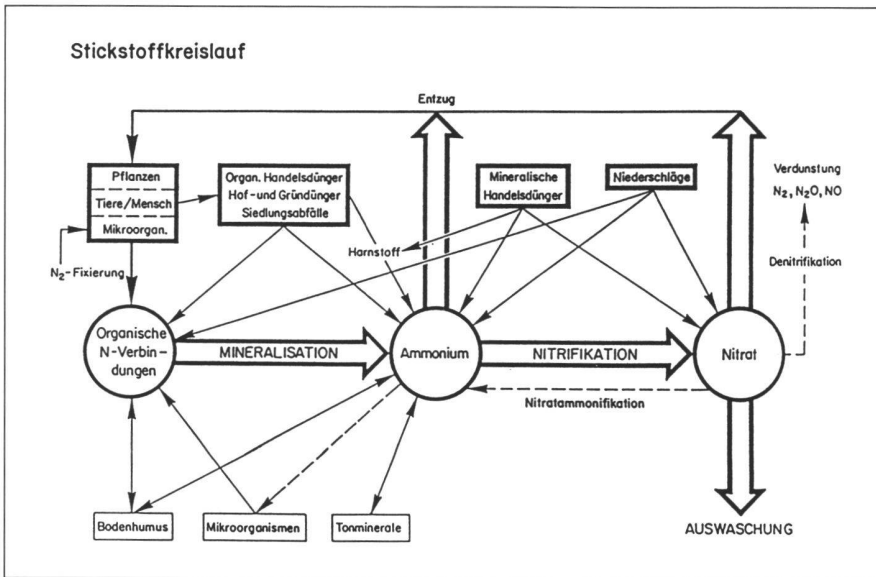 Stickstoffkreislauf
Entzug
Pflanzen
Tiere/Mensch
Mikroorgan.
Organ. Handelsdünger
Hof- und Gründünger
Siedlungsabfälle
Mineralische
Handelsdünger
Niederschläge
Verdunstung
N₂, N₂O, NO
Harnstoff
Denitrifikation
N₂-Fixierung
Organische
N-Verbin-
dungen
MINERALISATION
Ammonium
NITRIFIKATION
Nitrat
Nitratammonifikation
Bodenhumus
Mikroorganismen
Tonminerale
AUSWASCHUNG